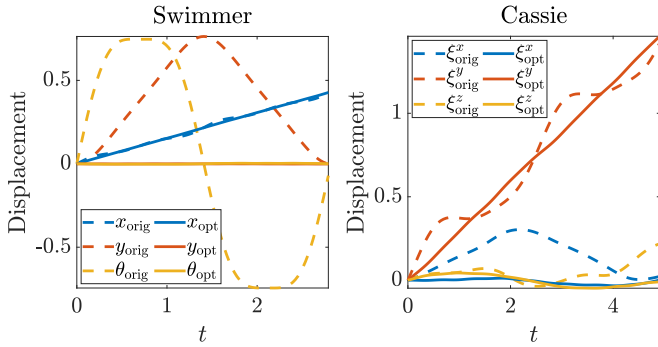 Swimmer
Displacement
0.5
0
-0.5
0
1
2
t
x_orig x_opt
y_orig y_opt
θ_orig θ_opt
Cassie
Displacement
1
0.5
0
0
2
4
t
ξ^x_orig ξ^x_opt
ξ^y_orig ξ^y_opt
ξ^z_orig ξ^z_opt